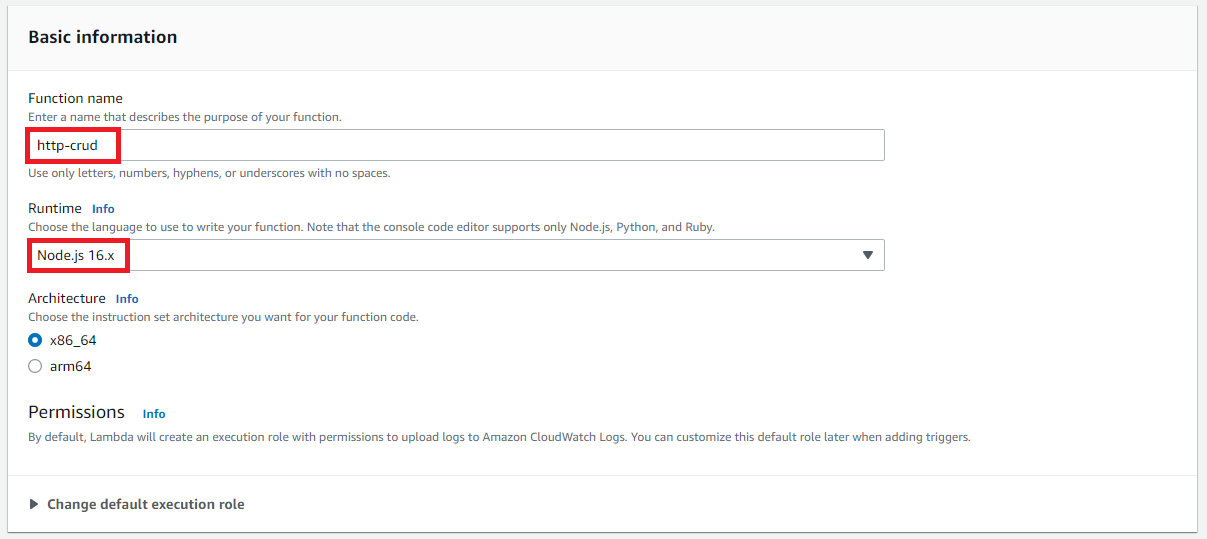 Basic information
Function name
Enter a name that describes the purpose of your function.
http-crud
Use only letters, numbers, hyphens, or underscores with no spaces.
Runtime Info
Choose the language to use to write your function. Note that the console code editor supports only Node.js, Python, and Ruby.
Node.js 16.x
Architecture Info
Choose the instruction set architecture you want for your function code.
x86_64
arm64
Permissions Info
By default, Lambda will create an execution role with permissions to upload logs to Amazon CloudWatch Logs. You can customize this default role later when adding triggers.
Change default execution role